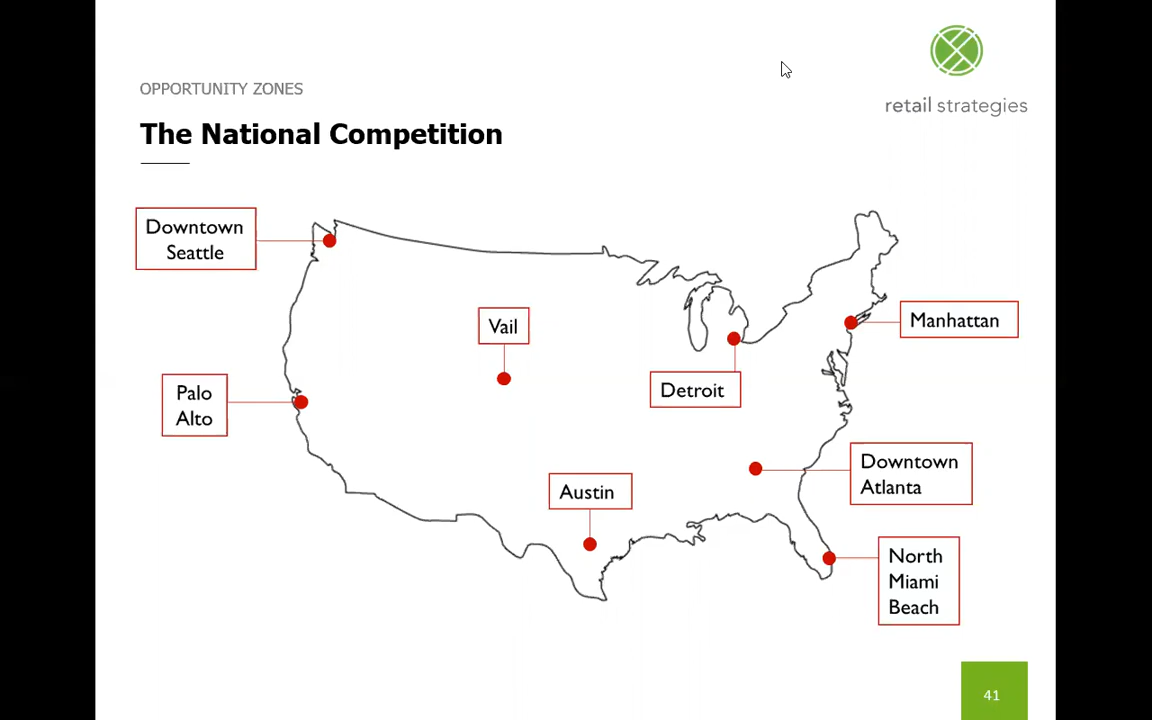 retail strategies
OPPORTUNITY ZONES
The National Competition
Downtown
Seattle
Vail
Manhattan
Palo
Alto
Detroit
Downtown
Atlanta
Austin
North
Miami
Beach
41